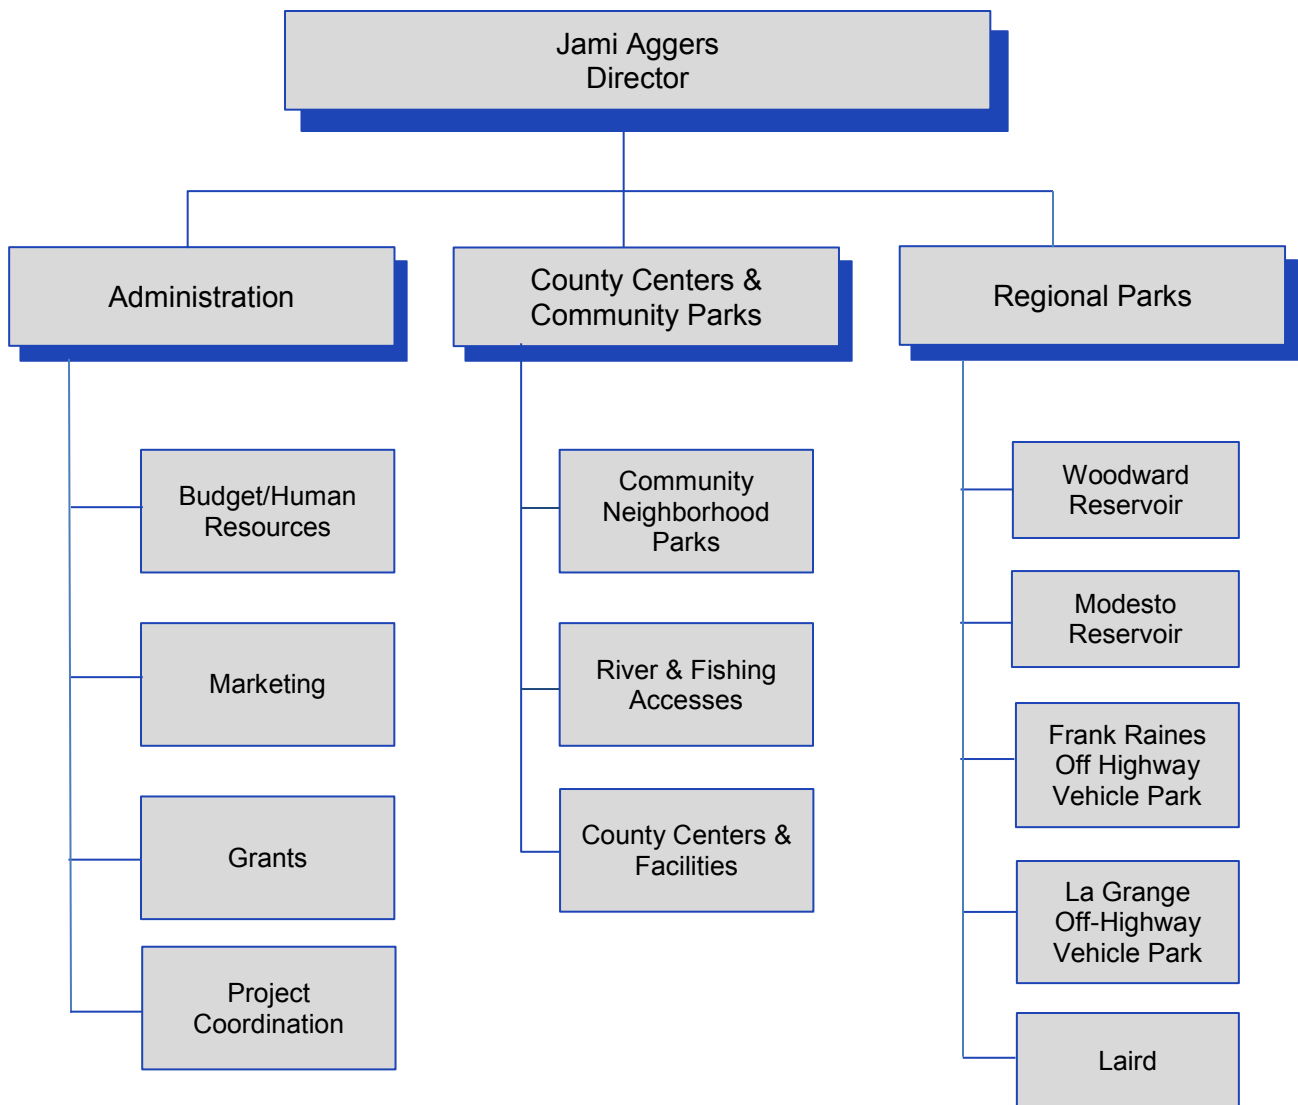 Jami Aggers
Director
Administration
County Centers &
Community Parks
Regional Parks
Budget/Human
Resources
Marketing
Grants
Project
Coordination
Community
Neighborhood
Parks
River & Fishing
Accesses
County Centers &
Facilities
Woodward
Reservoir
Modesto
Reservoir
Frank Raines
Off Highway
Vehicle Park
La Grange
Off-Highway
Vehicle Park
Laird